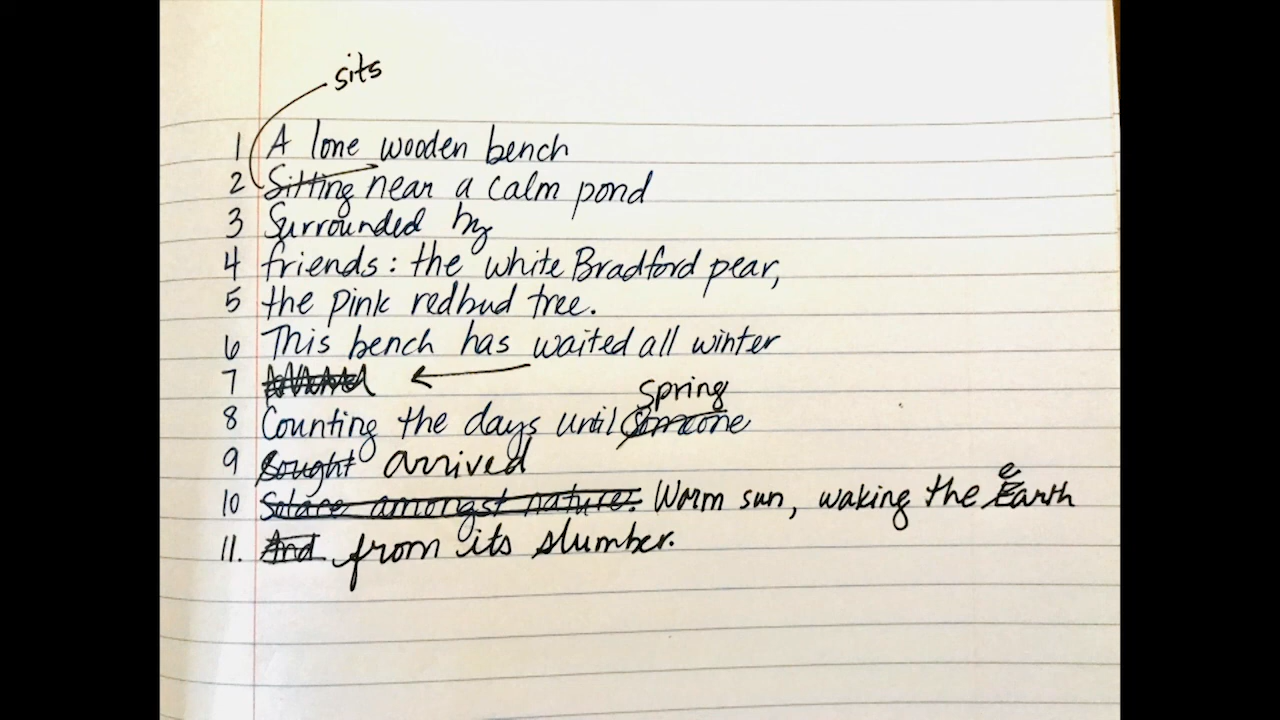 sits
1 A lone wooden bench
2 Sitting near a calm pond
3 Surrounded by
4 friends: the white Bradford pear,
5 the pink redbud tree.
6 This bench has waited all winter
7
Spring
8 Counting the days until someone
9 Sought arrived
e
10 Solace amongst nature. Warm sun, waking the Earth
11. And from its slumber.